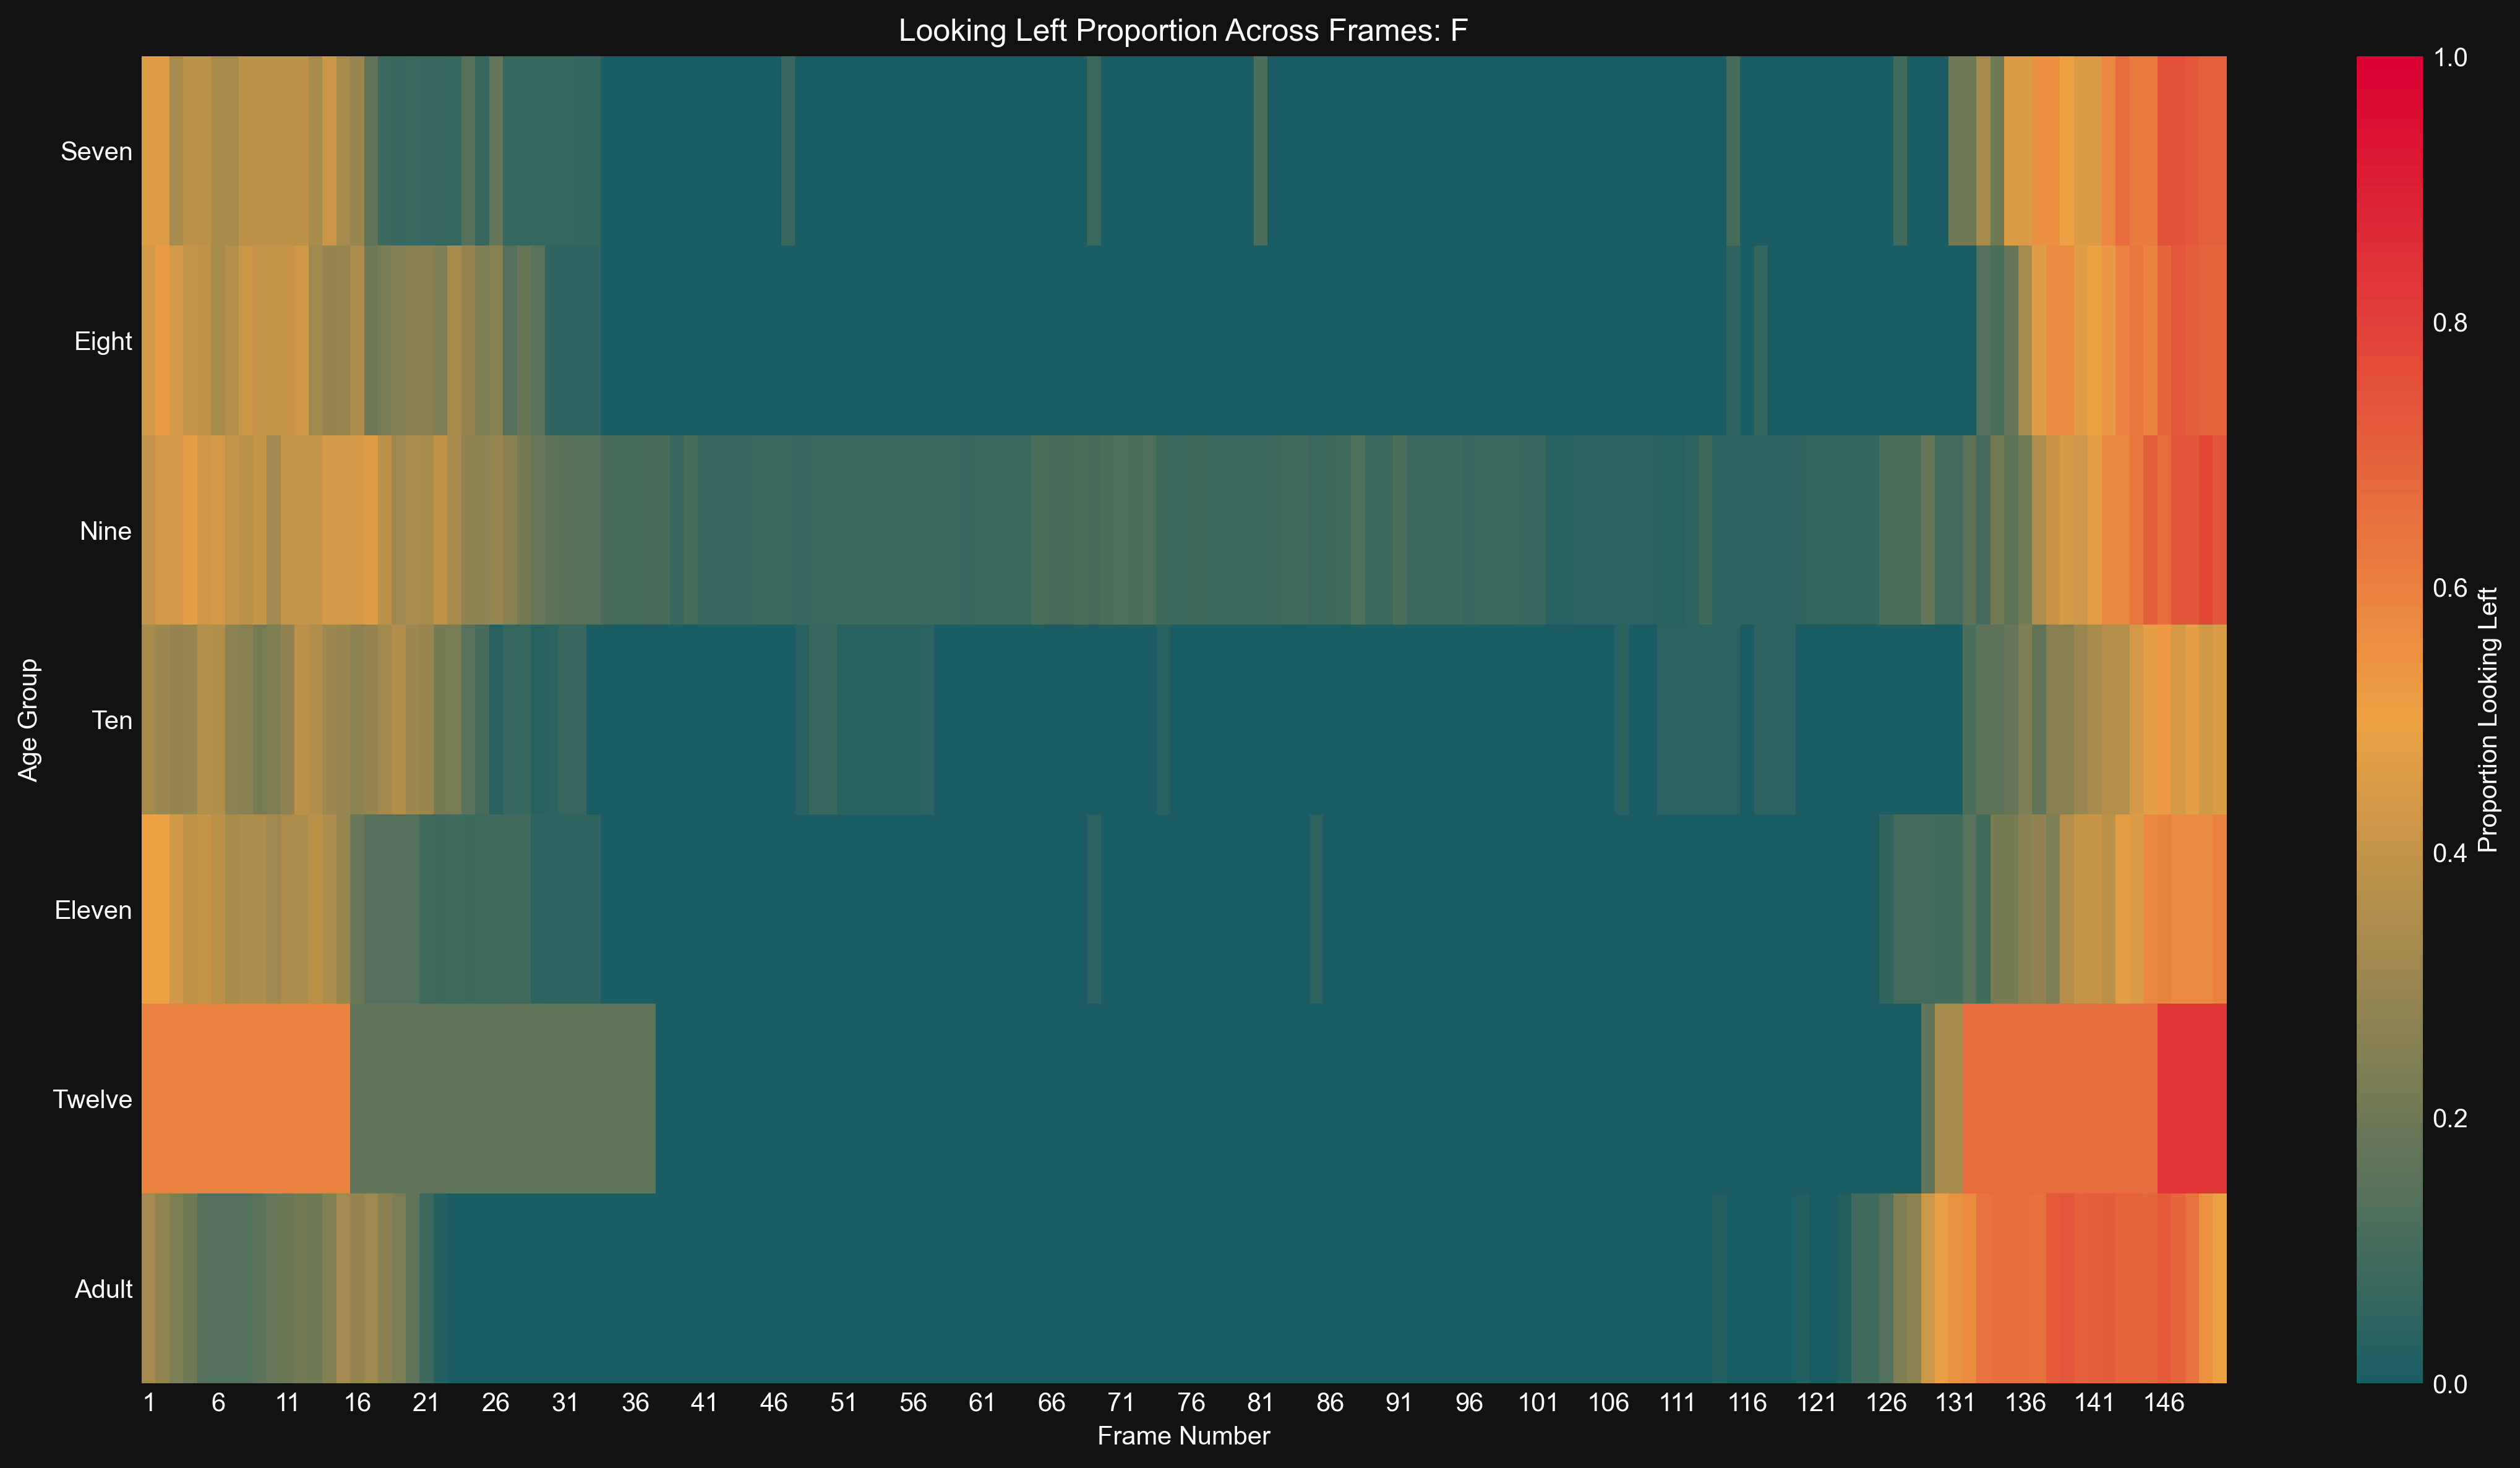 Looking Left Proportion Across Frames: F
Age Group
Seven
Eight
Nine
Ten
Eleven
Twelve
Adult
1 6 11 16 21 26 31 36 41 46 51 56 61 66 71 76 81 86 91 96 101 106 111 116 121 126 131 136 141 146
Frame Number
1.0
0.8
0.6
0.4
0.2
0.0
Proportion Looking Left